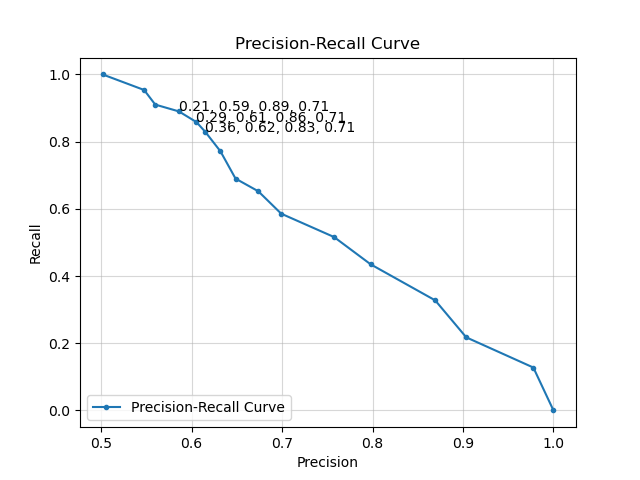 Precision-Recall Curve
1.0
0.8
0.6
0.4
0.2
0.0
Recall
0.21, 0.59, 0.89, 0.71
0.29, 0.61, 0.86, 0.71
0.36, 0.62, 0.83, 0.71
Precision-Recall Curve
0.5 0.6 0.7 0.8 0.9 1.0
Precision